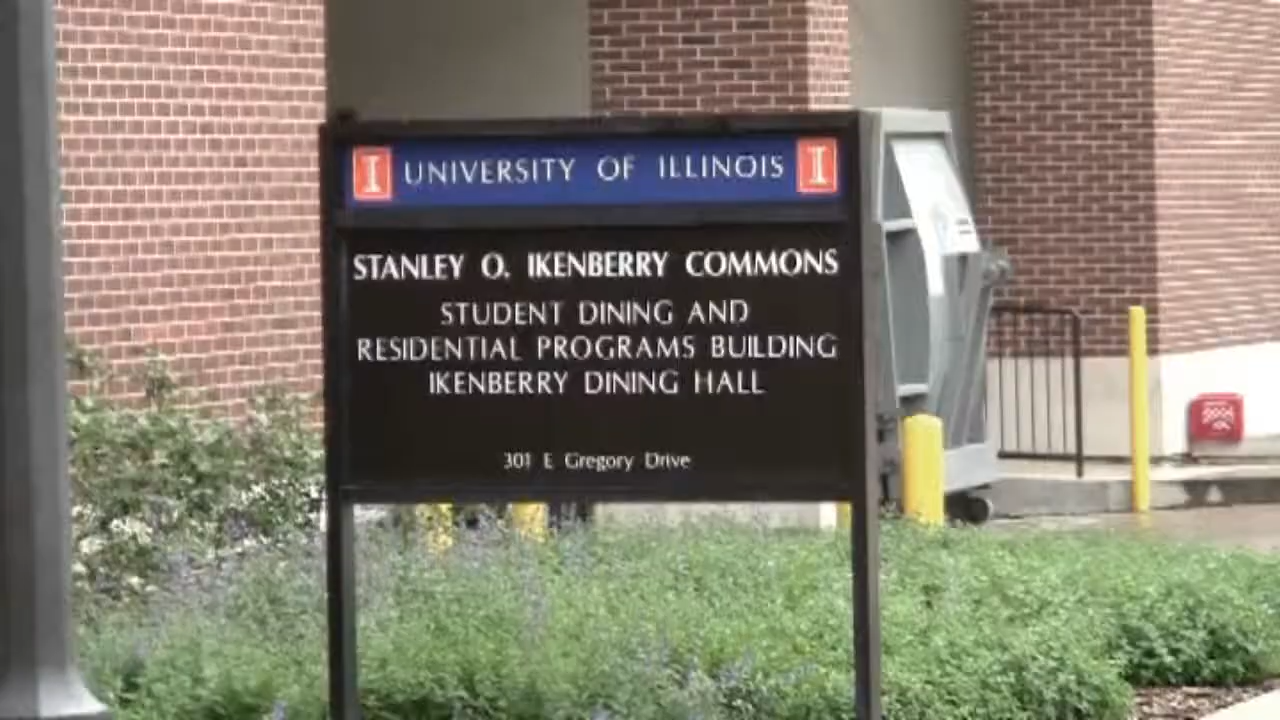 I UNIVERSITY OF ILLINOIS I
STANLEY O. IKENBERRY COMMONS
STUDENT DINING AND
RESIDENTIAL PROGRAMS BUILDING
IKENBERRY DINING HALL
301 E Gregory Drive